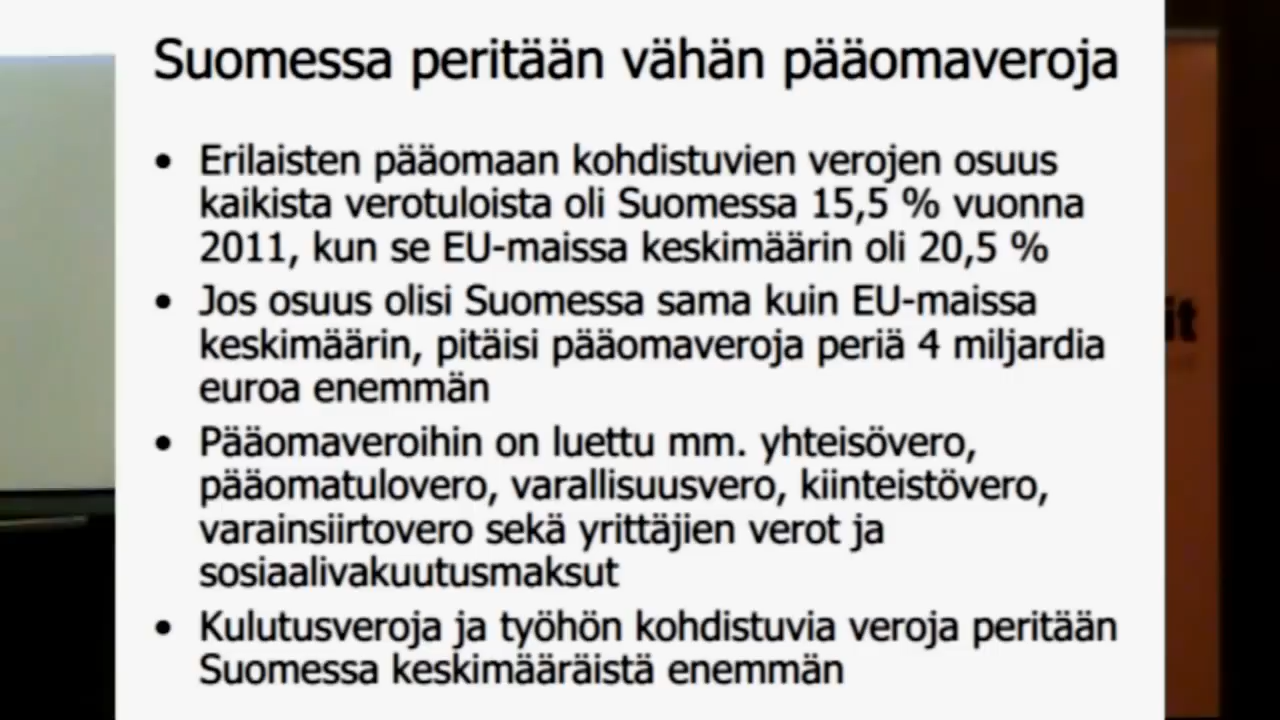 Suomessa peritään vähän pääomaveroja
• Erilaisten pääomaan kohdistuvien verojen osuus
kaikista verotuloista oli Suomessa 15,5 % vuonna
2011, kun se EU-maissa keskimäärin oli 20,5 %
• Jos osuus olisi Suomessa sama kuin EU-maissa
keskimäärin, pitäisi pääomaveroja periä 4 miljardia
euroa enemmän
• Pääomaveroihin on luettu mm. yhteisövero,
pääomatulovero, varallisuusvero, kiinteistövero,
varainsiirtovero sekä yrittäjien verot ja
sosiaalivakuutusmaksut
• Kulutusveroja ja työhön kohdistuvia veroja peritään
Suomessa keskimääräistä enemmän